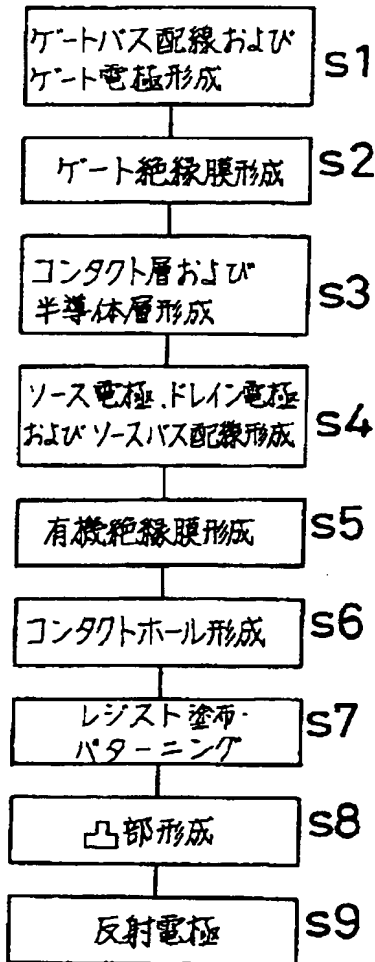 ゲートバス配線および
ゲート電極形成
s1
ゲート絶縁膜形成
s2
コンタクト層および
半導体層形成
s3
ソース電極、ドレイン電極
およびソースバス配線形成
s4
有機絶縁膜形成
s5
コンタクトホール形成
s6
レジスト塗布・
パターニング
s7
凸部形成
s8
反射電極
s9